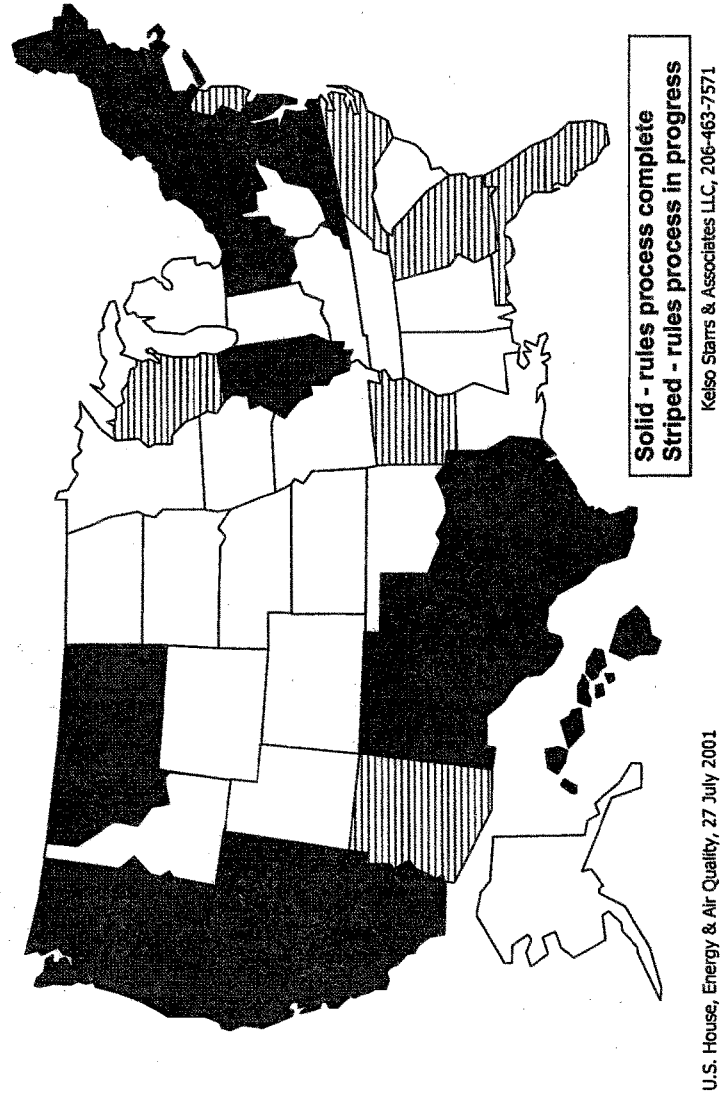 Solid - rules process complete
Striped - rules process in progress
U.S. House, Energy & Air Quality, 27 July 2001
Kelso Starrs & Associates LLC, 206-463-7571